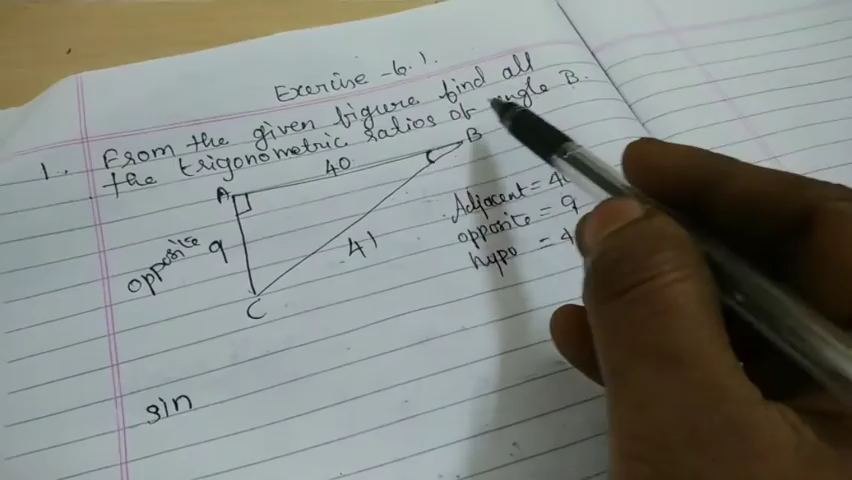 Exercise -6.1.
1. From the given figure find all
the trigonometric ratios of angle B.
A 40 B
opposite 9
41
C
Adjacent = 4
opposite = 9
hypo = 4
sin